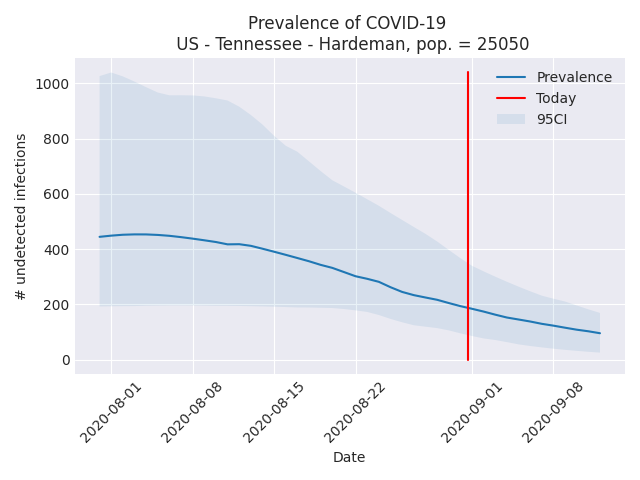 Prevalence of COVID-19
US - Tennessee - Hardeman, pop. = 25050
Prevalence
Today
95CI
# undetected infections
1000
800
600
400
200
0
2020-08-01
2020-08-08
2020-08-15
2020-08-22
2020-09-01
2020-09-08
Date